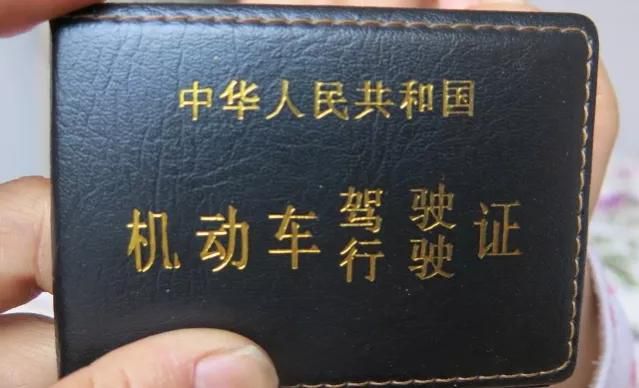 中华人民共和国
机动车驾驶证
行驶